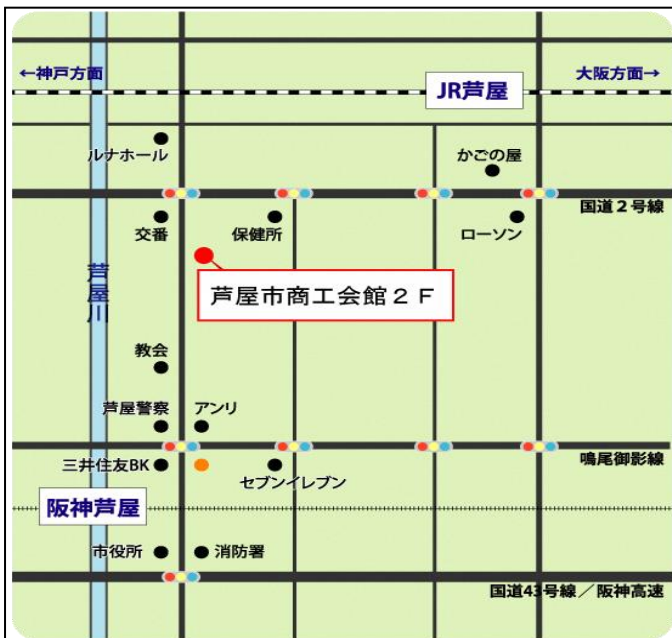 ←神戸方面
大阪方面→
JR芦屋
ルナホール
かごの屋
国道2号線
交番
保健所
ローソン
芦屋川
芦屋市商工会館２Ｆ
教会
芦屋警察
アンリ
鳴尾御影線
三井住友BK
セブンイレブン
阪神芦屋
市役所
消防署
国道43号線／阪神高速